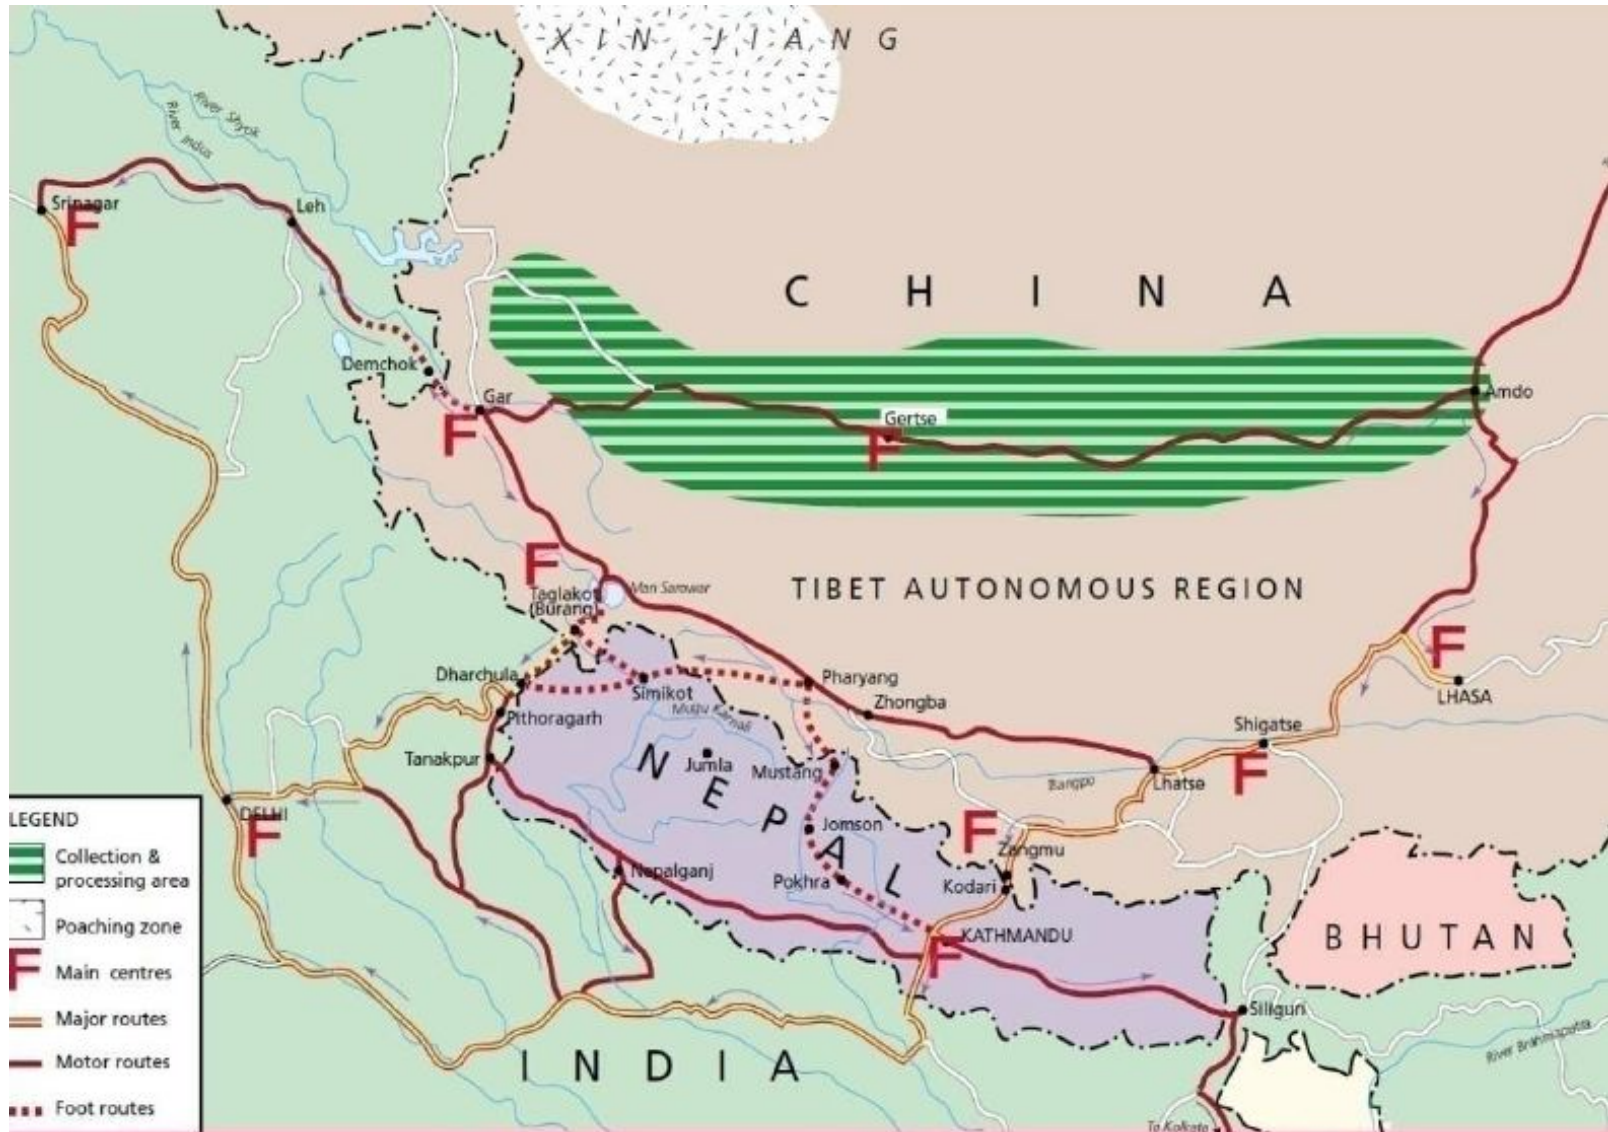 XIN JIANG
River Shyok
River Indus
Srinagar
F
Leh
CHINA
Demchok
Gar
F
Gertse
F
Amdo
F
Taglakot
(Burang)
Man Sarowar
TIBET AUTONOMOUS REGION
F
LHASA
Dharchula
Simikot
Pharyang
Zhongba
Mugu Karnali
Pithoragarh
Shigatse
F
Tanakpur
Jumla
Mustang
Bangpo
Lhatse
NEPAL
DELHI
F
Jomson
F
Zangmu
Nepalganj
Pokhra
Kodari
KATHMANDU
F
BHUTAN
Siliguri
River Brahmaputra
INDIA
To Kolkata
LEGEND
Collection &
processing area
Poaching zone
F Main centres
Major routes
Motor routes
Foot routes